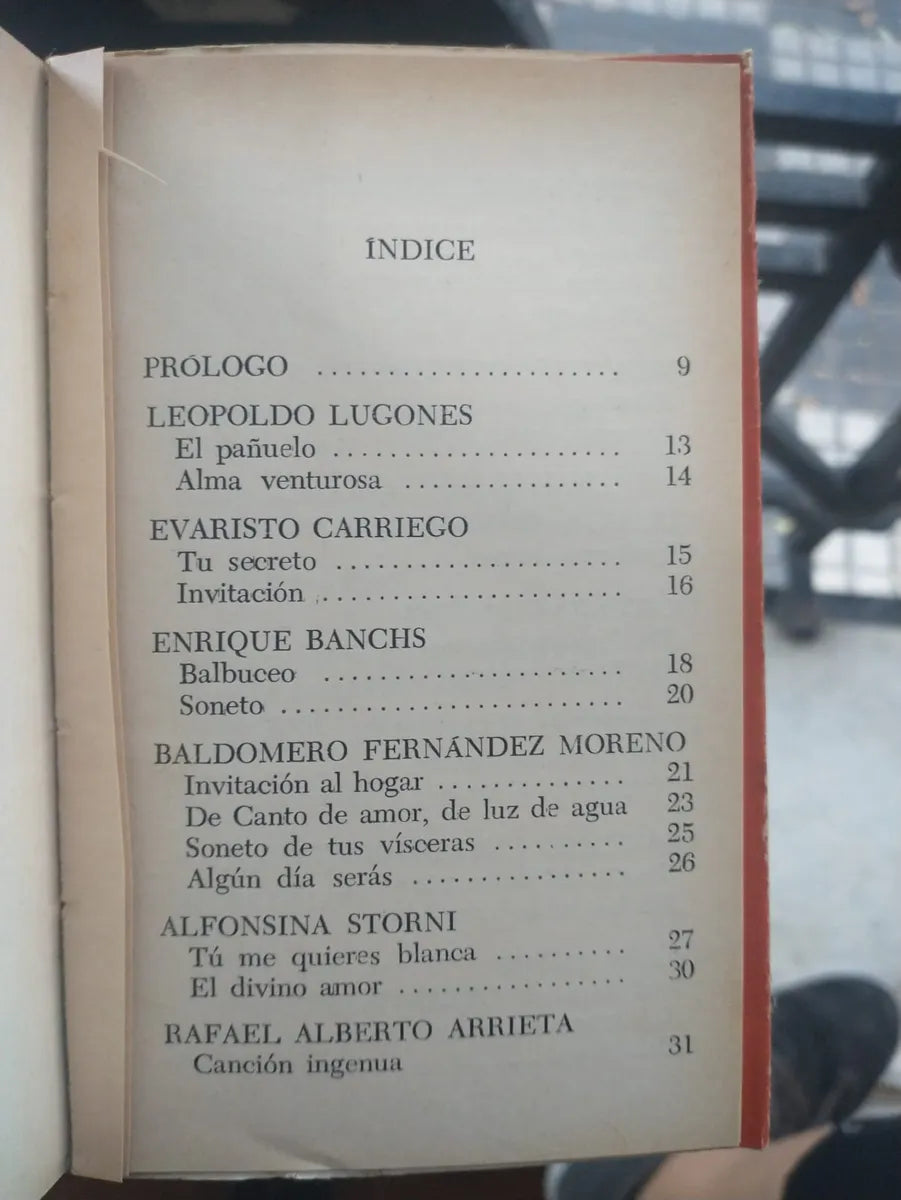 ÍNDICE
PRÓLOGO ...................... 9
LEOPOLDO LUGONES
El pañuelo .................... 13
Alma venturosa ................ 14
EVARISTO CARRIEGO
Tu secreto ...................... 15
Invitación ....................... 16
ENRIQUE BANCHS
Balbuceo ...................... 18
Soneto .......................... 20
BALDOMERO FERNÁNDEZ MORENO
Invitación al hogar .............. 21
De Canto de amor, de luz de agua 23
Soneto de tus vísceras .......... 25
Algún día serás ................ 26
ALFONSINA STORNI
Tú me quieres blanca .......... 27
El divino amor ................. 30
RAFAEL ALBERTO ARRIETA
Canción ingenua 31